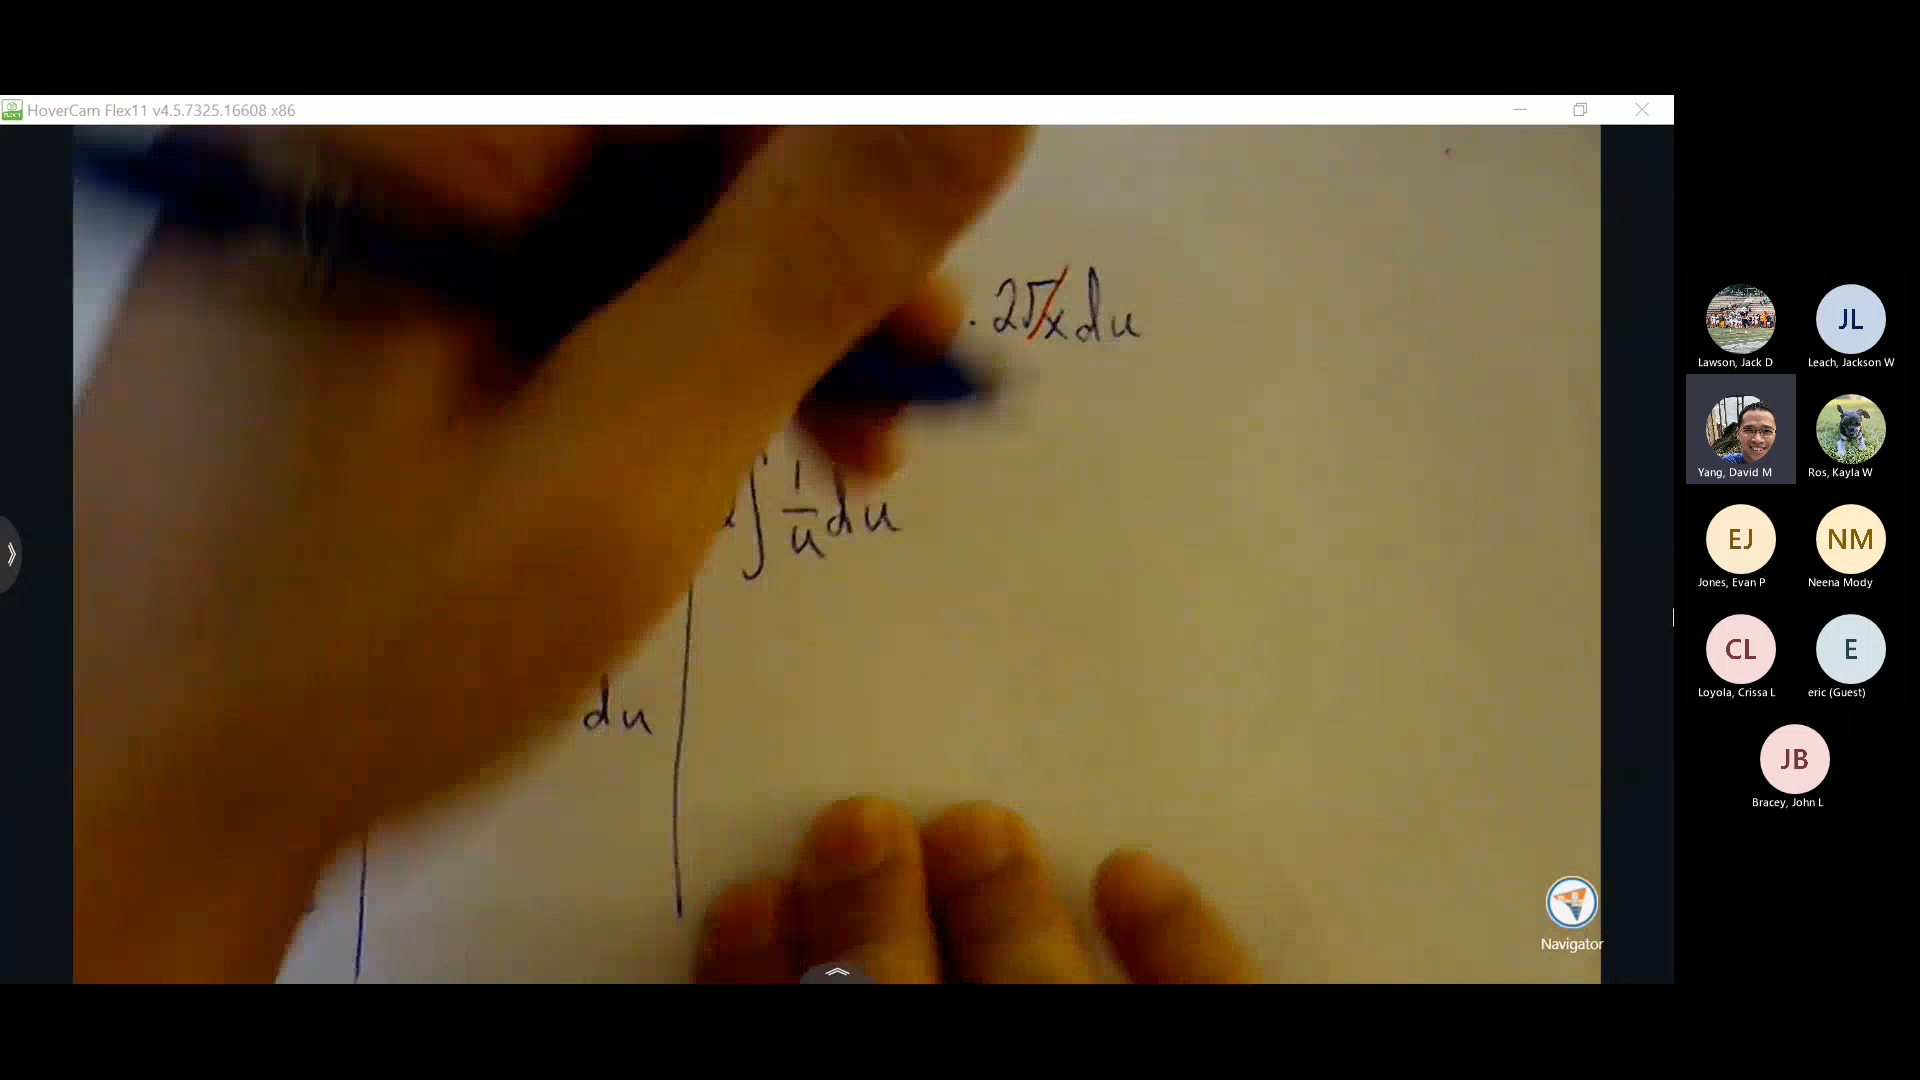 HoverCam Flex11 v4.5.7325.16608 x86
· 2√x du
∫ 1/u du
du
Navigator
Lawson, Jack D
JL
Leach, Jackson W
Yang, David M
Ros, Kayla W
EJ
Jones, Evan P
NM
Neena Mody
CL
Loyola, Crissa L
E
eric (Guest)
JB
Bracey, John L